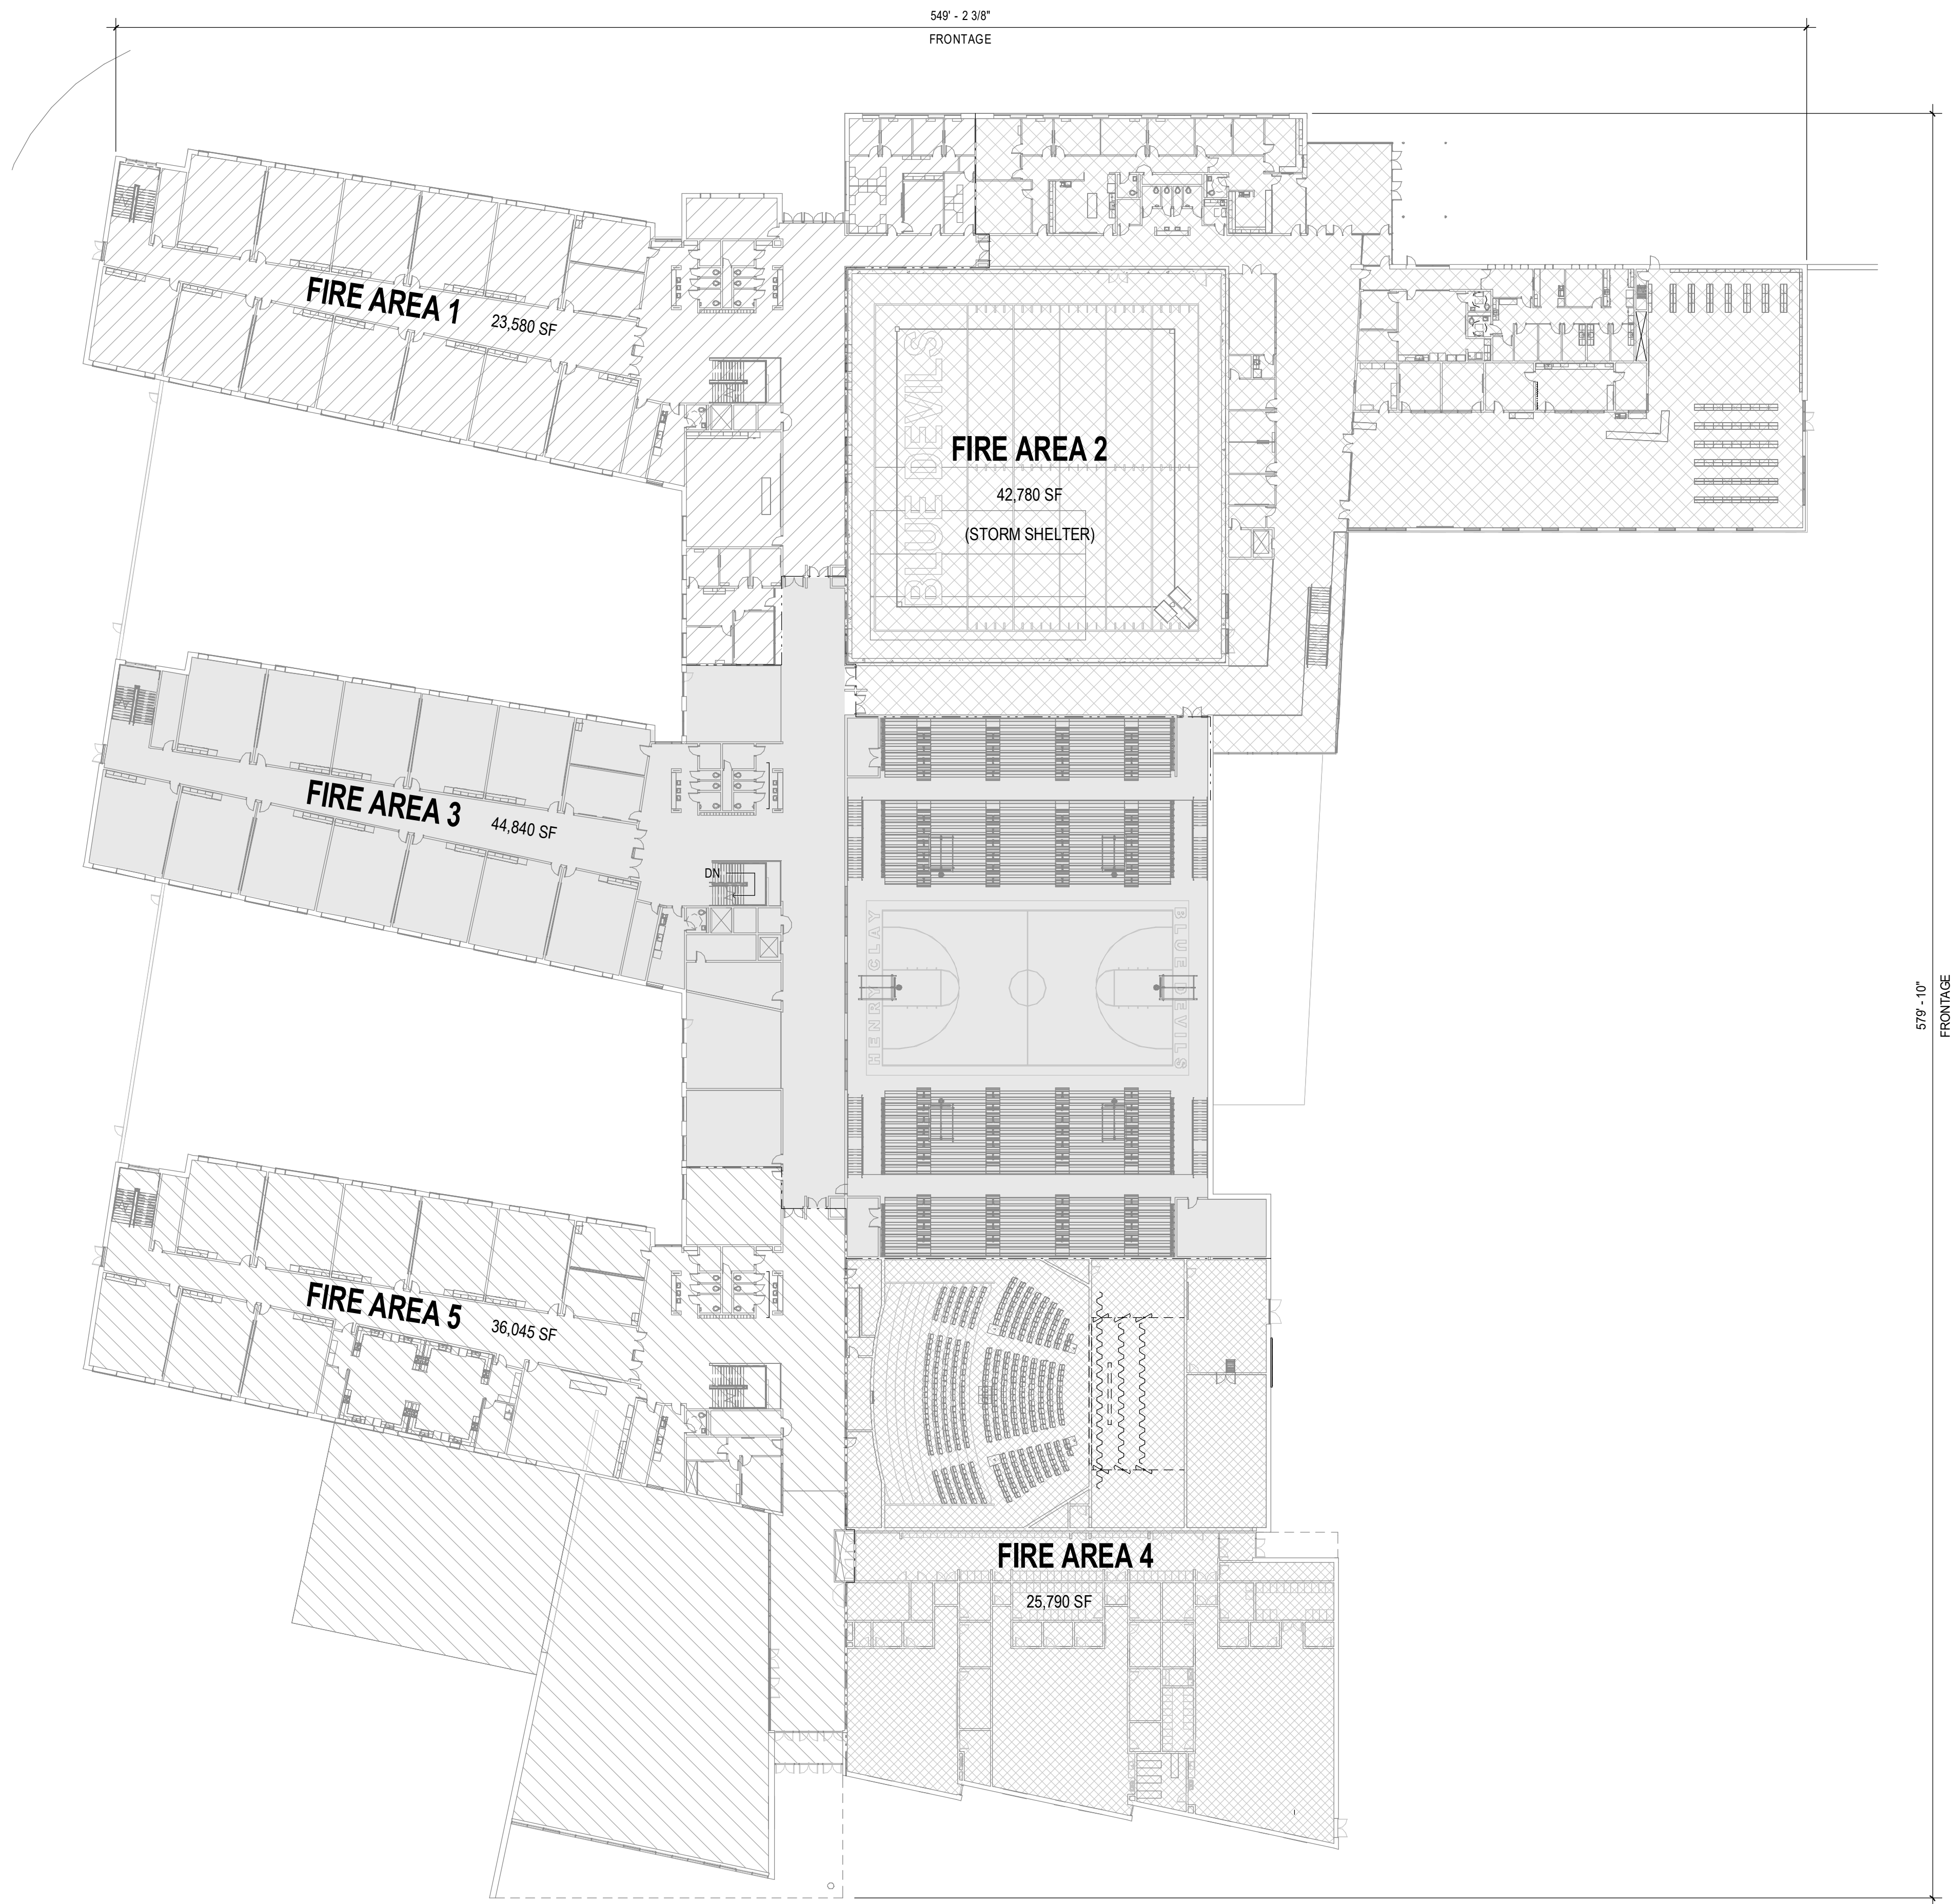 549' - 2 3/8"
FRONTAGE
FIRE AREA 1
23,580 SF
BLUE DEVILS
FIRE AREA 2
42,780 SF
(STORM SHELTER)
FIRE AREA 3
44,840 SF
DN
HENRY CLAY
BLUE DEVILS
579' - 10"
FRONTAGE
FIRE AREA 5
36,045 SF
FIRE AREA 4
25,790 SF